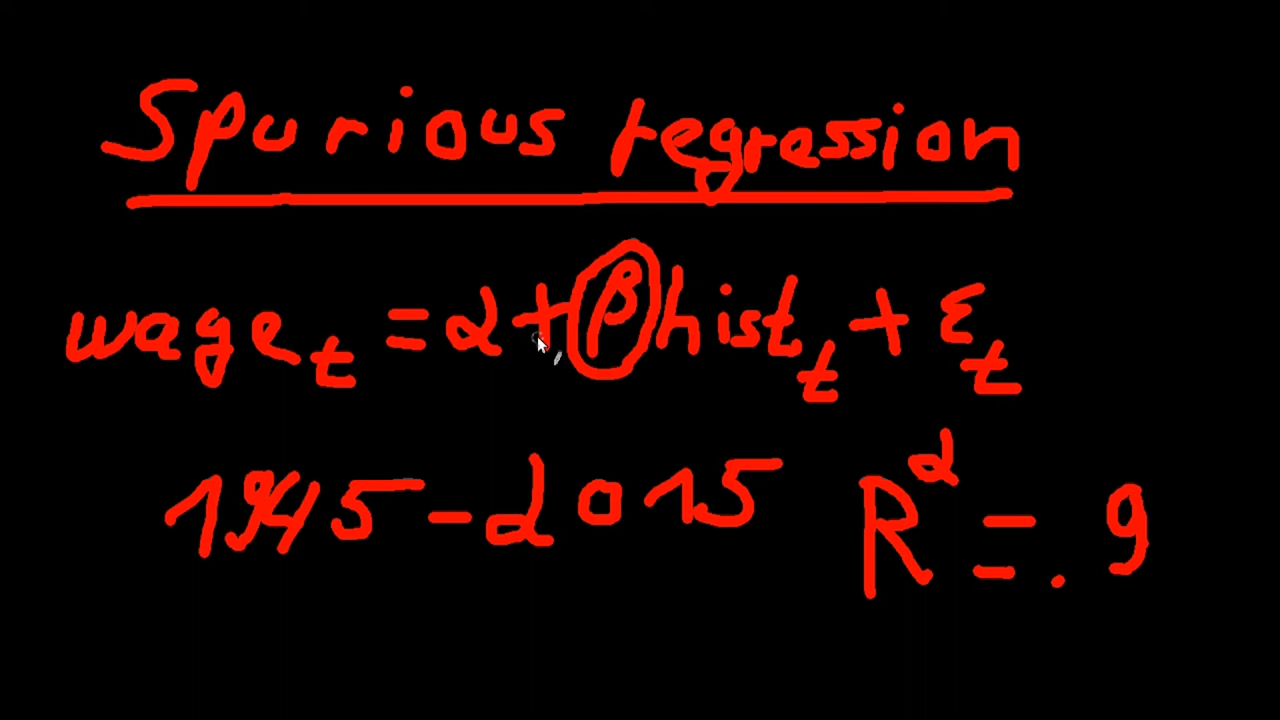 Spurious regression
wage_t = α + β hist_t + ε_t
1945-2015 R² = .9